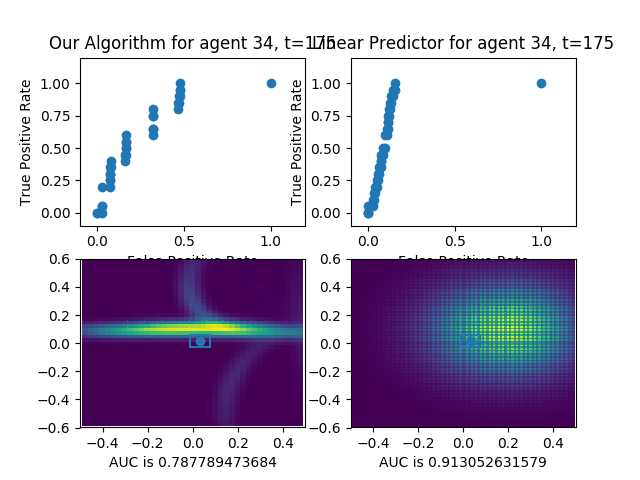 Our Algorithm for agent 34, t=175
Linear Predictor for agent 34, t=175
True Positive Rate
1.00
0.75
0.50
0.25
0.00
0.0 0.5 1.0
False Positive Rate
True Positive Rate
1.00
0.75
0.50
0.25
0.00
0.0 0.5 1.0
False Positive Rate
0.6
0.4
0.2
0.0
−0.2
−0.4
−0.6
−0.4 −0.2 0.0 0.2 0.4
AUC is 0.787789473684
0.6
0.4
0.2
0.0
−0.2
−0.4
−0.6
−0.4 −0.2 0.0 0.2 0.4
AUC is 0.913052631579